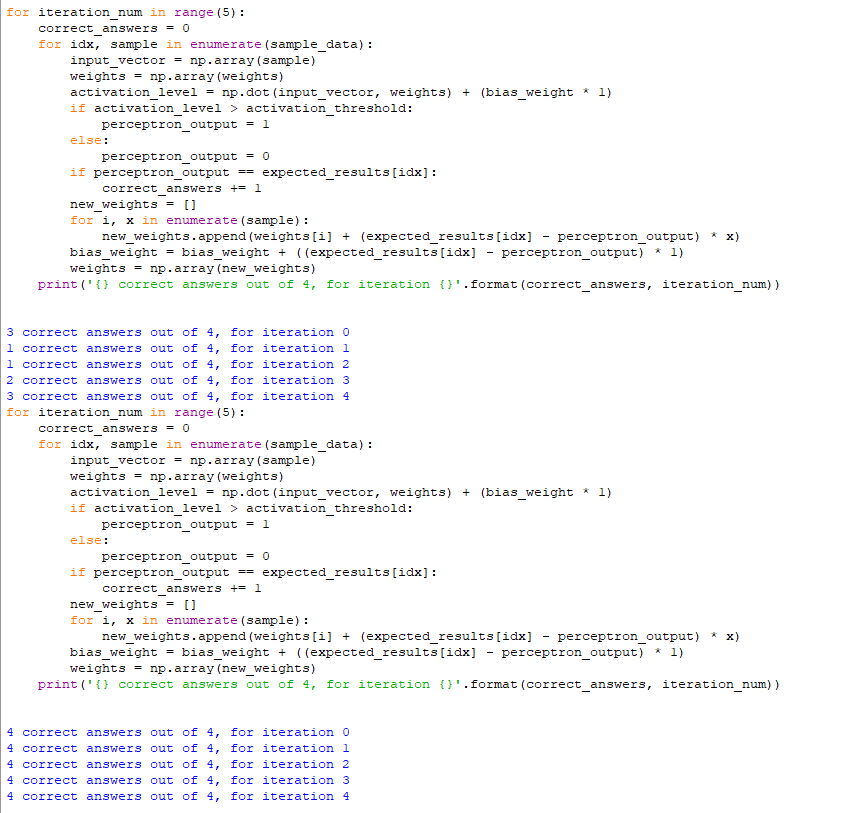 for iteration_num in range(5):
    correct_answers = 0
    for idx, sample in enumerate(sample_data):
        input_vector = np.array(sample)
        weights = np.array(weights)
        activation_level = np.dot(input_vector, weights) + (bias_weight * 1)
        if activation_level > activation_threshold:
            perceptron_output = 1
        else:
            perceptron_output = 0
        if perceptron_output == expected_results[idx]:
            correct_answers += 1
        new_weights = []
        for i, x in enumerate(sample):
            new_weights.append(weights[i] + (expected_results[idx] - perceptron_output) * x)
        bias_weight = bias_weight + ((expected_results[idx] - perceptron_output) * 1)
        weights = np.array(new_weights)
    print('{} correct answers out of 4, for iteration {}'.format(correct_answers, iteration_num))
3 correct answers out of 4, for iteration 0
1 correct answers out of 4, for iteration 1
1 correct answers out of 4, for iteration 2
2 correct answers out of 4, for iteration 3
3 correct answers out of 4, for iteration 4
for iteration_num in range(5):
    correct_answers = 0
    for idx, sample in enumerate(sample_data):
        input_vector = np.array(sample)
        weights = np.array(weights)
        activation_level = np.dot(input_vector, weights) + (bias_weight * 1)
        if activation_level > activation_threshold:
            perceptron_output = 1
        else:
            perceptron_output = 0
        if perceptron_output == expected_results[idx]:
            correct_answers += 1
        new_weights = []
        for i, x in enumerate(sample):
            new_weights.append(weights[i] + (expected_results[idx] - perceptron_output) * x)
        bias_weight = bias_weight + ((expected_results[idx] - perceptron_output) * 1)
        weights = np.array(new_weights)
    print('{} correct answers out of 4, for iteration {}'.format(correct_answers, iteration_num))
4 correct answers out of 4, for iteration 0
4 correct answers out of 4, for iteration 1
4 correct answers out of 4, for iteration 2
4 correct answers out of 4, for iteration 3
4 correct answers out of 4, for iteration 4